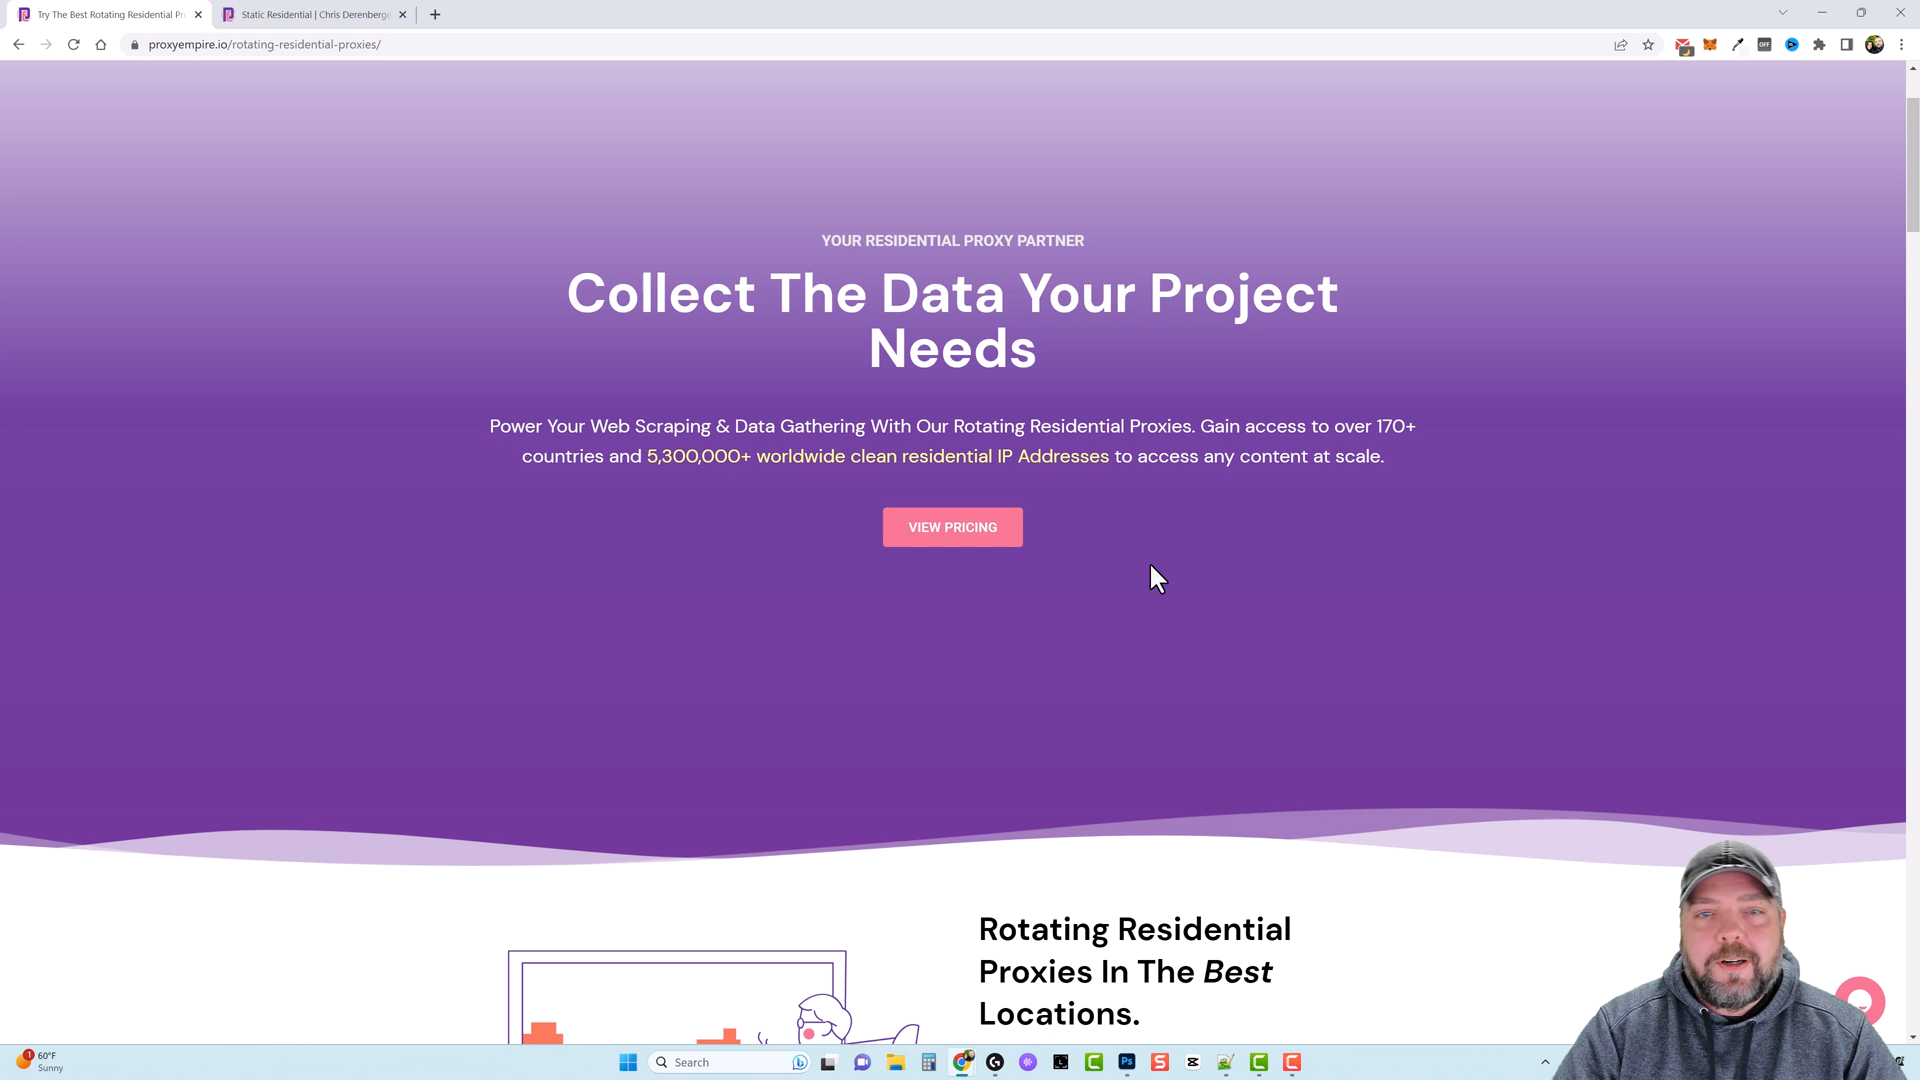 Try The Best Rotating Residential Pr
Static Residential | Chris Derenberge
proxyempire.io/rotating-residential-proxies/
OFF
YOUR RESIDENTIAL PROXY PARTNER
Collect The Data Your Project
Needs
Power Your Web Scraping & Data Gathering With Our Rotating Residential Proxies. Gain access to over 170+
countries and 5,300,000+ worldwide clean residential IP Addresses to access any content at scale.
VIEW PRICING
Rotating Residential
Proxies In The Best
Locations.
1
60°F
Sunny
Search
Ps